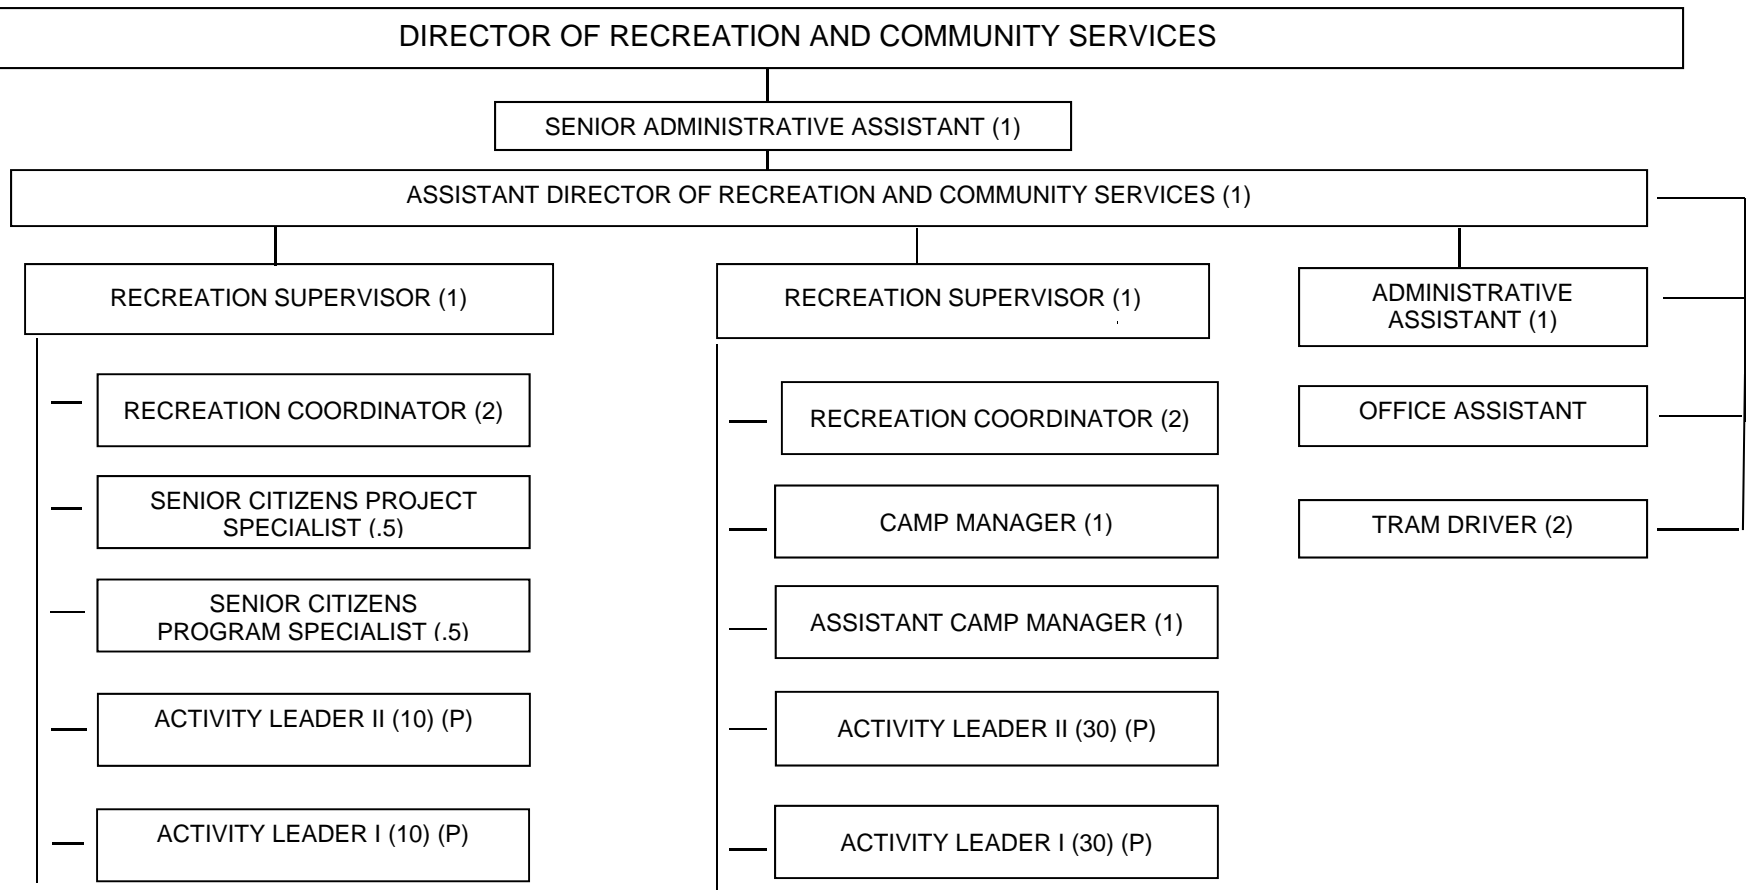 DIRECTOR OF RECREATION AND COMMUNITY SERVICES
SENIOR ADMINISTRATIVE ASSISTANT (1)
ASSISTANT DIRECTOR OF RECREATION AND COMMUNITY SERVICES (1)
RECREATION SUPERVISOR (1)
RECREATION COORDINATOR (2)
SENIOR CITIZENS PROJECT
SPECIALIST (.5)
SENIOR CITIZENS
PROGRAM SPECIALIST (.5)
ACTIVITY LEADER II (10) (P)
ACTIVITY LEADER I (10) (P)
RECREATION SUPERVISOR (1)
RECREATION COORDINATOR (2)
CAMP MANAGER (1)
ASSISTANT CAMP MANAGER (1)
ACTIVITY LEADER II (30) (P)
ACTIVITY LEADER I (30) (P)
ADMINISTRATIVE
ASSISTANT (1)
OFFICE ASSISTANT
TRAM DRIVER (2)